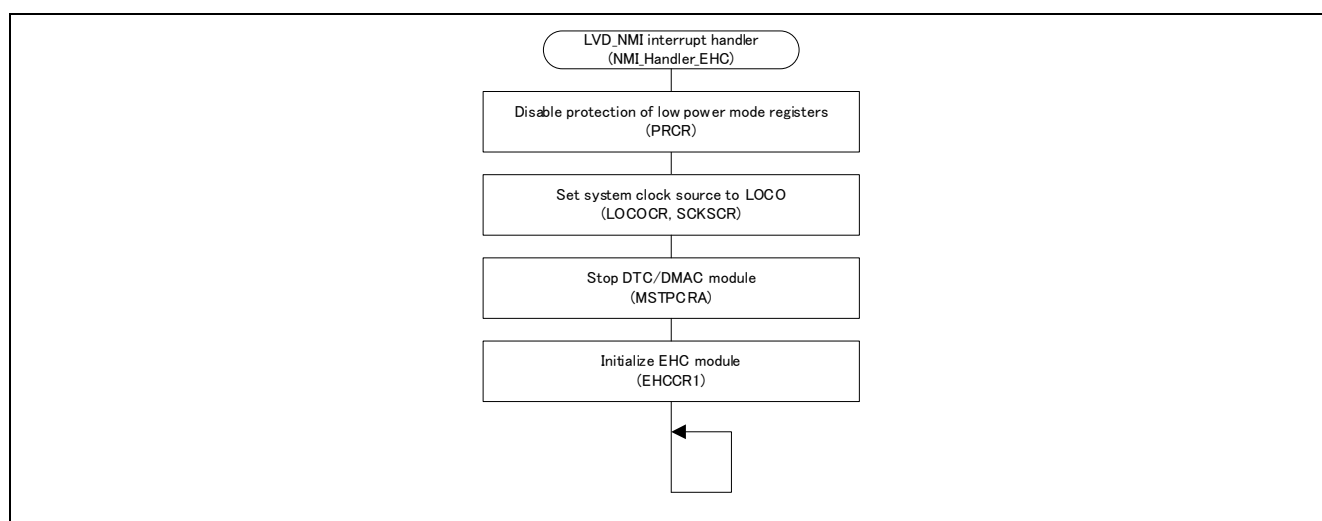 LVD_NMI interrupt handler
(NMI_Handler_EHC)
Disable protection of low power mode registers
(PRCR)
Set system clock source to LOCO
(LOCOCR, SCKSCR)
Stop DTC/DMAC module
(MSTPCRA)
Initialize EHC module
(EHCCR1)